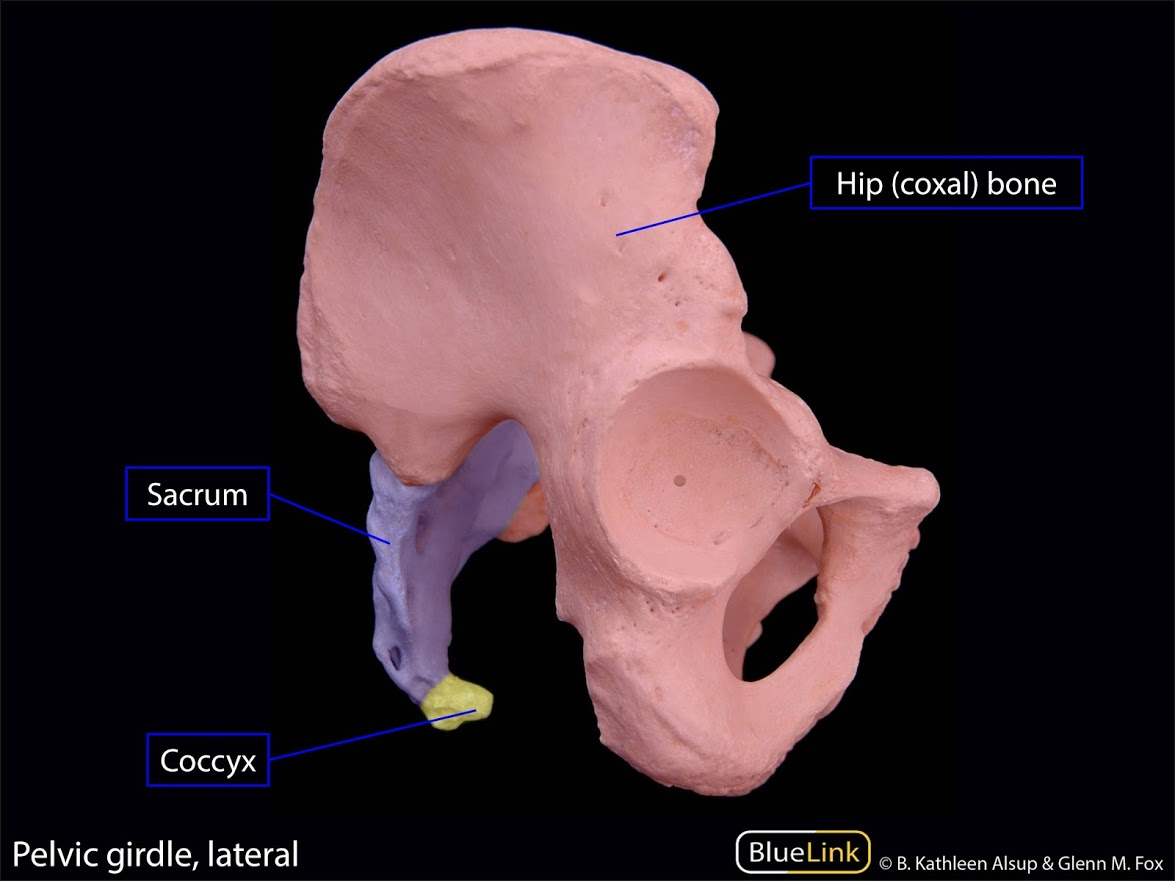 Hip (coxal) bone
Sacrum
Coccyx
Pelvic girdle, lateral
BlueLink
© B. Kathleen Alsup & Glenn M. Fox